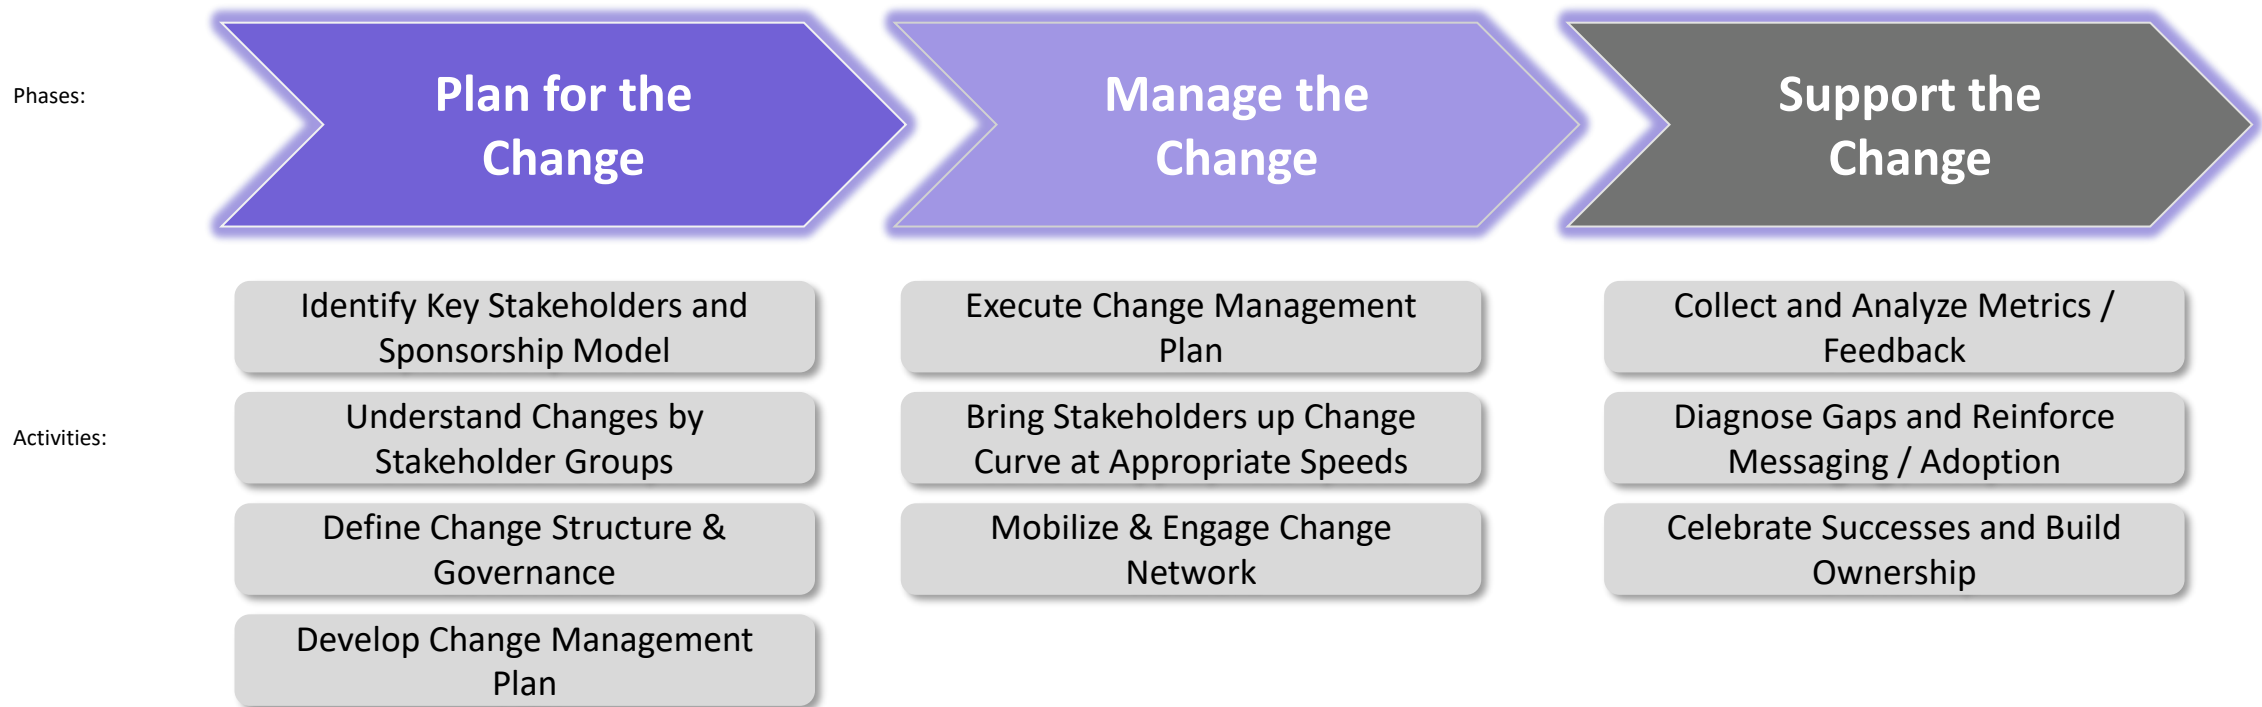 Phases:
Plan for the
Change
Manage the
Change
Support the
Change
Activities:
Identify Key Stakeholders and
Sponsorship Model
Understand Changes by
Stakeholder Groups
Define Change Structure &
Governance
Develop Change Management
Plan
Execute Change Management
Plan
Bring Stakeholders up Change
Curve at Appropriate Speeds
Mobilize & Engage Change
Network
Collect and Analyze Metrics /
Feedback
Diagnose Gaps and Reinforce
Messaging / Adoption
Celebrate Successes and Build
Ownership